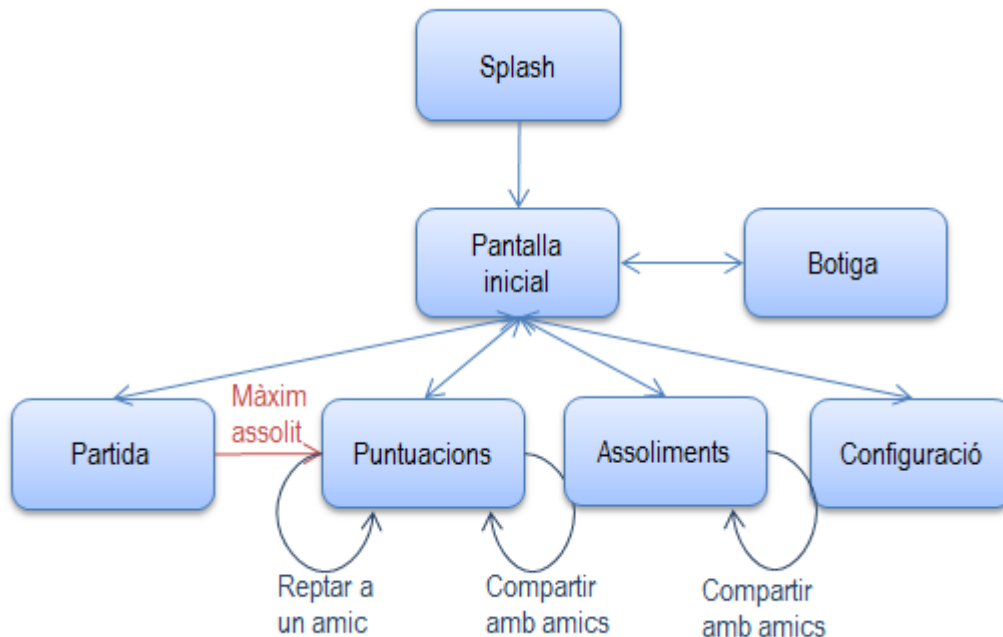 Splash
Pantalla
inicial
Botiga
Màxim
assolit
Partida
Puntuacions
Assoliments
Configuració
Reptar a
un amic
Compartir
amb amics
Compartir
amb amics